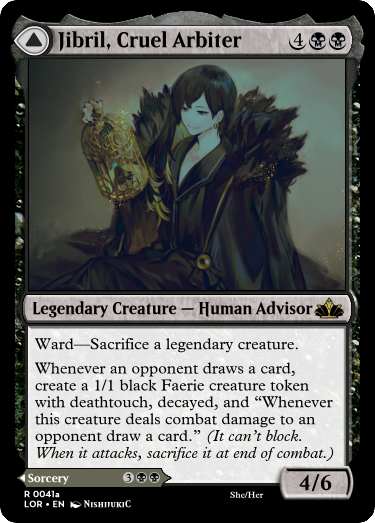 Jibril, Cruel Arbiter 4
Legendary Creature — Human Advisor
Ward—Sacrifice a legendary creature.
Whenever an opponent draws a card,
create a 1/1 black Faerie creature token
with deathtouch, decayed, and “Whenever
this creature deals combat damage to an
opponent draw a card.” (It can't block.
When it attacks, sacrifice it at end of combat.)
Sorcery 3
4/6
R 0041a
She/Her
LOR • EN NishijukiC